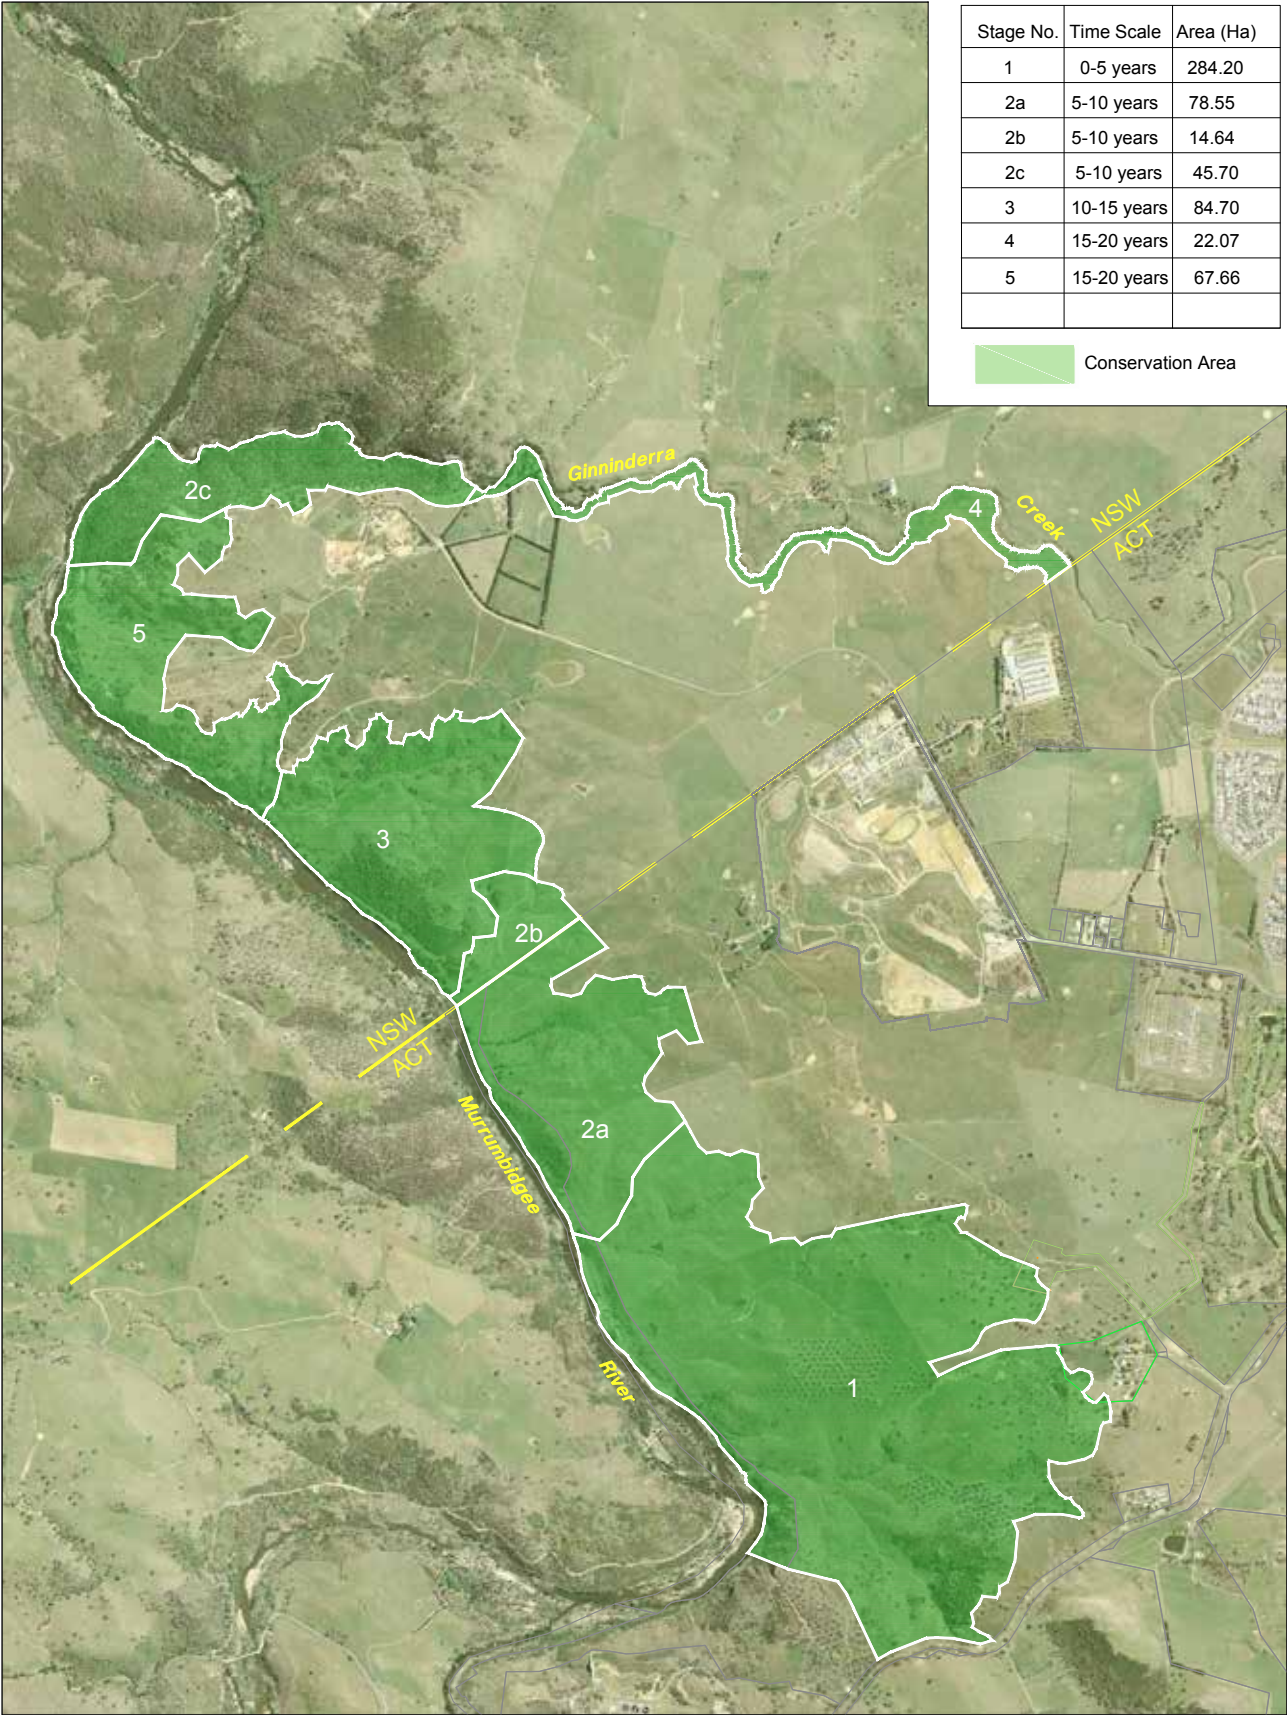 Stage No. Time Scale Area (Ha)
1 0-5 years 284.20
2a 5-10 years 78.55
2b 5-10 years 14.64
2c 5-10 years 45.70
3 10-15 years 84.70
4 15-20 years 22.07
5 15-20 years 67.66
Conservation Area
Ginninderra
2c
4
Creek
NSW
ACT
5
3
2b
NSW
ACT
2a
Murrumbidgee
River
1